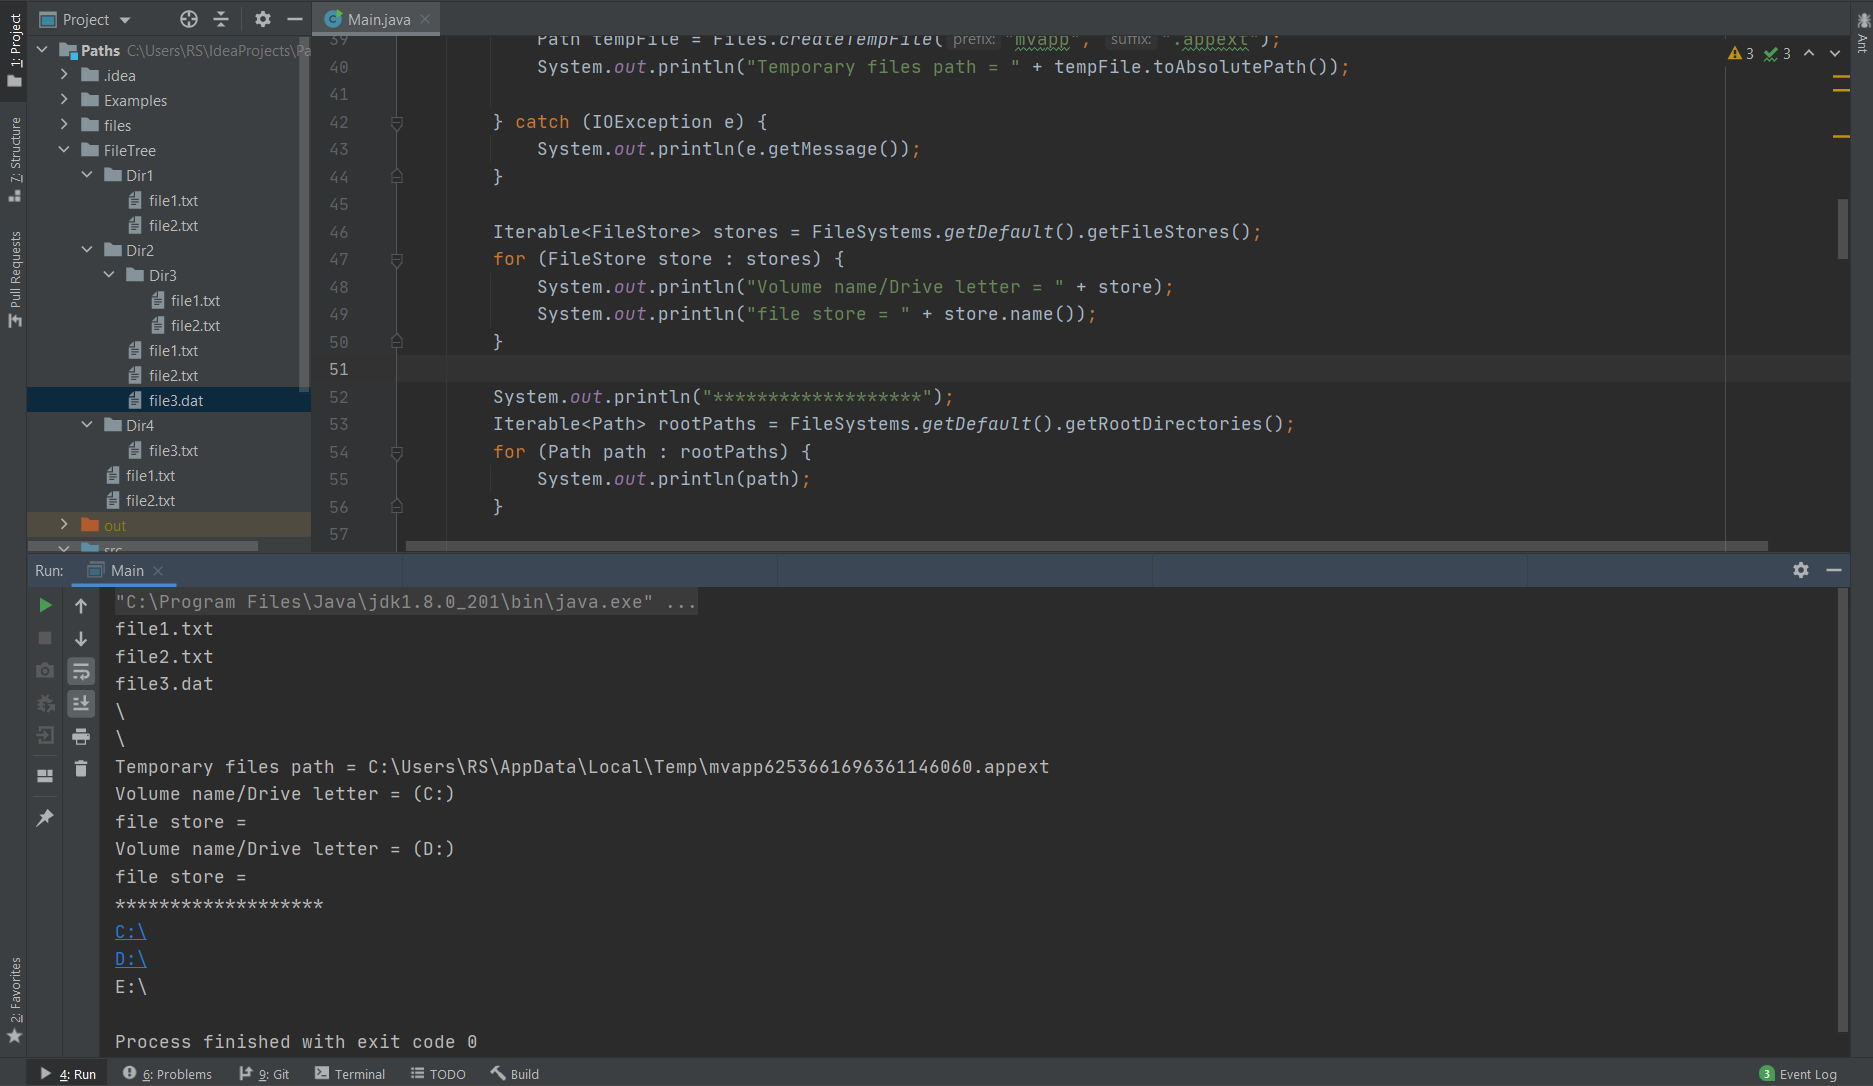 Project
Main.java
Paths C:\Users\RS\IdeaProjects\Pa
.idea
Examples
files
FileTree
Dir1
file1.txt
file2.txt
Dir2
Dir3
file1.txt
file2.txt
file1.txt
file2.txt
file3.dat
Dir4
file3.txt
file1.txt
file2.txt
out
src
1: Project
7: Structure
Pull Requests
2: Favorites
Ant
3 3
39 Path tempFile = Files.createTempFile( prefix: "mvapp", suffix: ".appext");
40 System.out.println("Temporary files path = " + tempFile.toAbsolutePath());
41
42 } catch (IOException e) {
43 System.out.println(e.getMessage());
44 }
45
46 Iterable<FileStore> stores = FileSystems.getDefault().getFileStores();
47 for (FileStore store : stores) {
48 System.out.println("Volume name/Drive letter = " + store);
49 System.out.println("file store = " + store.name());
50 }
51
52 System.out.println("*******************");
53 Iterable<Path> rootPaths = FileSystems.getDefault().getRootDirectories();
54 for (Path path : rootPaths) {
55 System.out.println(path);
56 }
57
Run: Main
"C:\Program Files\Java\jdk1.8.0_201\bin\java.exe" ...
file1.txt
file2.txt
file3.dat
\
\
Temporary files path = C:\Users\RS\AppData\Local\Temp\mvapp6253661696361146060.appext
Volume name/Drive letter = (C:)
file store =
Volume name/Drive letter = (D:)
file store =
*******************
C:\
D:\
E:\
Process finished with exit code 0
4: Run 6: Problems 9: Git Terminal TODO Build 3 Event Log